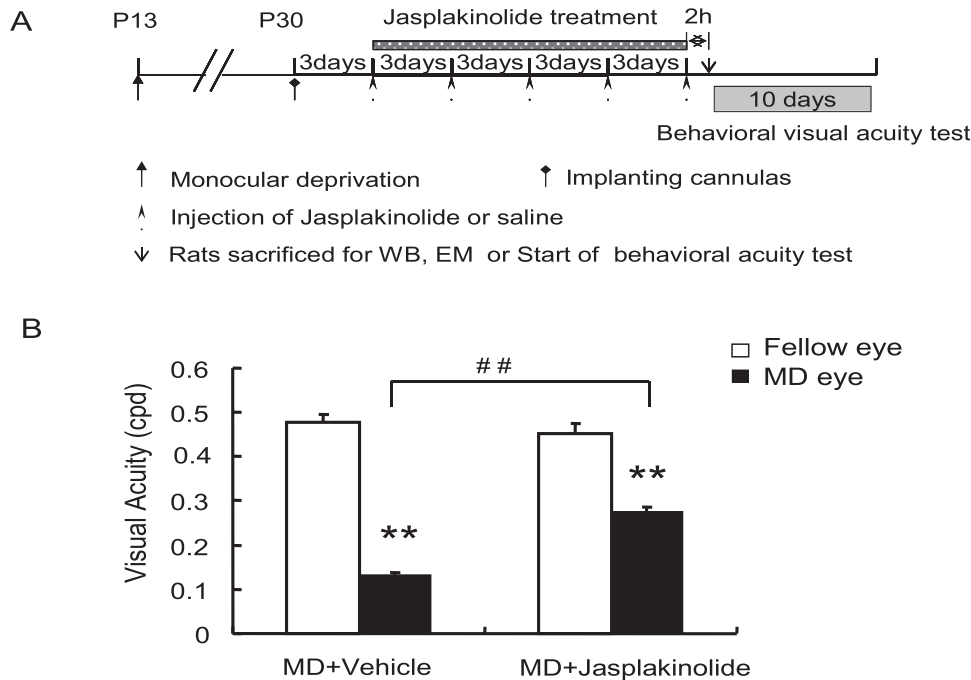 A
P13
P30
Jasplakinolide treatment
2h
3days 3days 3days 3days 3days
10 days
Behavioral visual acuity test
Monocular deprivation
Implanting cannulas
Injection of Jasplakinolide or saline
Rats sacrificed for WB, EM or Start of behavioral acuity test
B
Fellow eye
MD eye
##
**
**
Visual Acuity (cpd)
0.6
0.5
0.4
0.3
0.2
0.1
0
MD+Vehicle
MD+Jasplakinolide